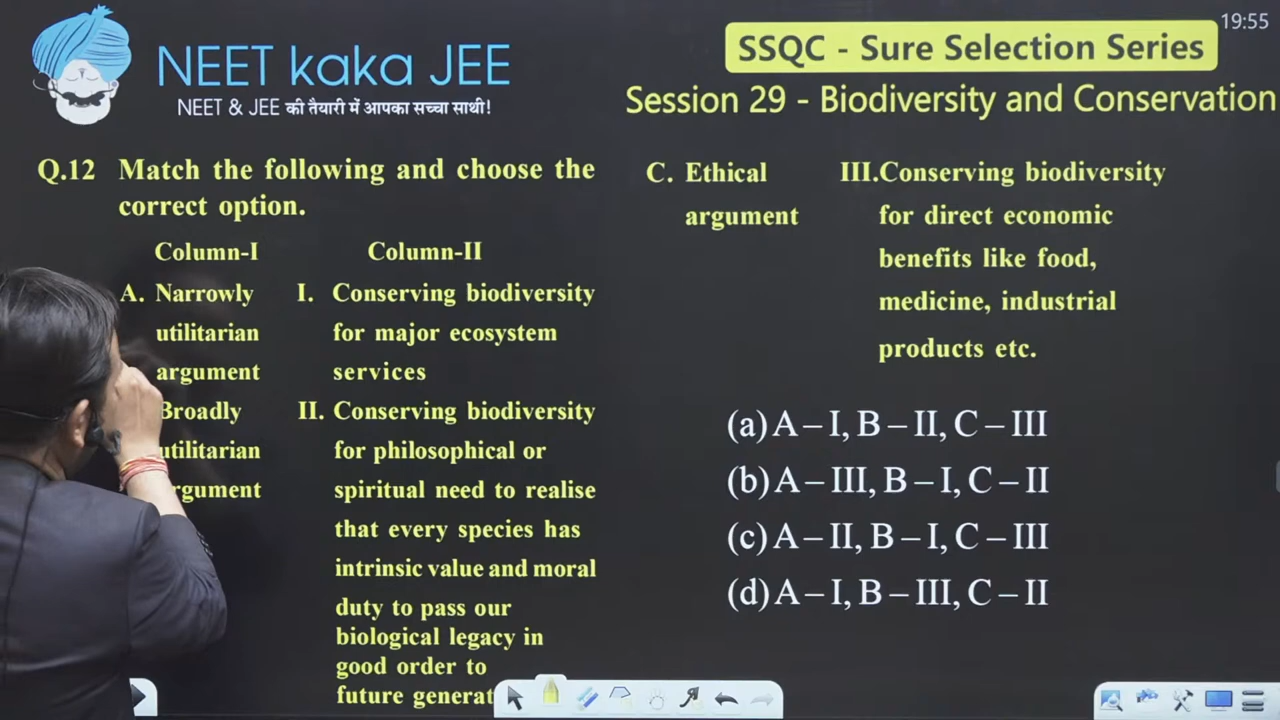 19:55
NEET kaka JEE
NEET & JEE की तैयारी में आपका सच्चा साथी!
SSQC - Sure Selection Series
Session 29 - Biodiversity and Conservation
Q.12 Match the following and choose the
correct option.
Column-I Column-II
A. Narrowly
utilitarian
argument
Broadly
utilitarian
I. Conserving biodiversity
for major ecosystem
services
II. Conserving biodiversity
for philosophical or
spiritual need to realise
that every species has
intrinsic value and moral
duty to pass our
biological legacy in
good order to
future
C. Ethical
argument
III.Conserving biodiversity
for direct economic
benefits like food,
medicine, industrial
products etc.
(a) A – I, B – II, C – III
(b) A – III, B – I, C – II
(c) A – II, B – I, C – III
(d) A – I, B – III, C – II